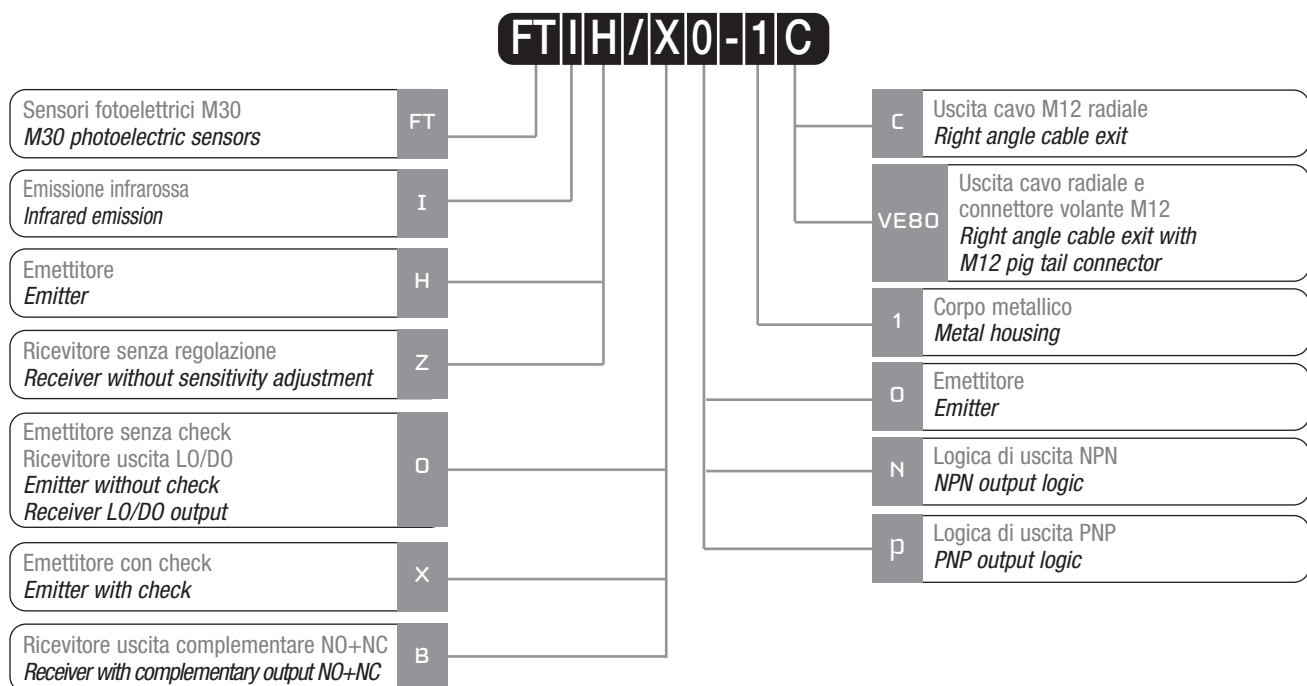 FTIH/X0-1C
Sensori fotoelettrici M30
M30 photoelectric sensors
FT
Emissione infrarossa
Infrared emission
I
Emettitore
Emitter
H
Ricevitore senza regolazione
Receiver without sensitivity adjustment
Z
Emettitore senza check
Ricevitore uscita LO/DO
Emitter without check
Receiver LO/DO output
0
Emettitore con check
Emitter with check
X
Ricevitore uscita complementare NO+NC
Receiver with complementary output NO+NC
B
C
Uscita cavo M12 radiale
Right angle cable exit
VE80
Uscita cavo radiale e
connettore volante M12
Right angle cable exit with
M12 pig tail connector
1
Corpo metallico
Metal housing
0
Emettitore
Emitter
N
Logica di uscita NPN
NPN output logic
P
Logica di uscita PNP
PNP output logic